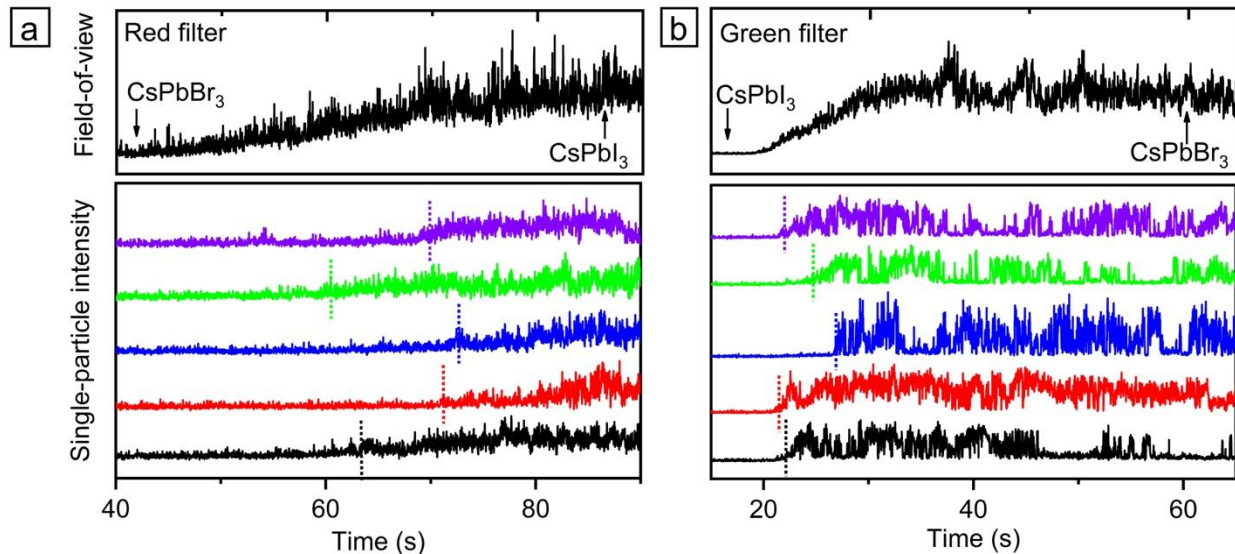 a
Red filter
CsPbBr₃
CsPbI₃
Field-of-view
Single-particle intensity
40
60
80
Time (s)
b
Green filter
CsPbI₃
CsPbBr₃
20
40
60
Time (s)